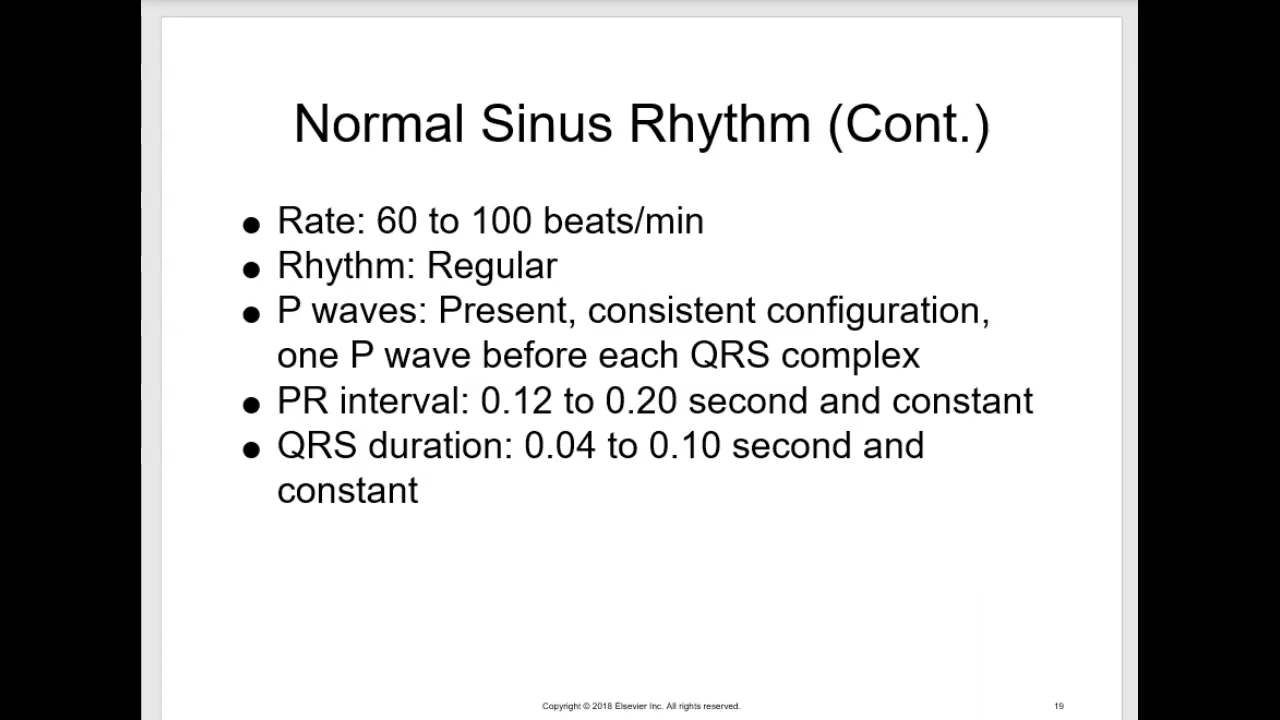 Normal Sinus Rhythm (Cont.)
● Rate: 60 to 100 beats/min
● Rhythm: Regular
● P waves: Present, consistent configuration,
one P wave before each QRS complex
● PR interval: 0.12 to 0.20 second and constant
● QRS duration: 0.04 to 0.10 second and
constant
Copyright © 2018 Elsevier Inc. All rights reserved.
19